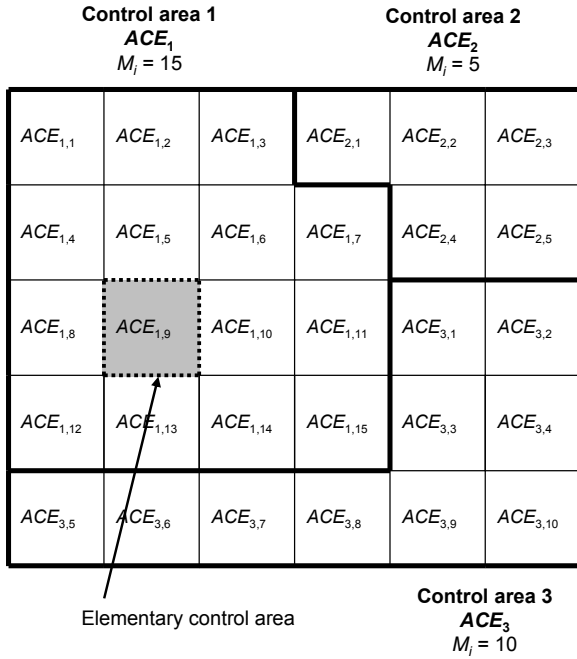 Control area 1
ACE₁
Mᵢ = 15
Control area 2
ACE₂
Mᵢ = 5
ACE₁,₁ ACE₁,₂ ACE₁,₃ ACE₂,₁ ACE₂,₂ ACE₂,₃
ACE₁,₄ ACE₁,₅ ACE₁,₆ ACE₁,₇ ACE₂,₄ ACE₂,₅
ACE₁,₈ ACE₁,₉ ACE₁,₁₀ ACE₁,₁₁ ACE₃,₁ ACE₃,₂
ACE₁,₁₂ ACE₁,₁₃ ACE₁,₁₄ ACE₁,₁₅ ACE₃,₃ ACE₃,₄
ACE₃,₅ ACE₃,₆ ACE₃,₇ ACE₃,₈ ACE₃,₉ ACE₃,₁₀
Elementary control area
Control area 3
ACE₃
Mᵢ = 10